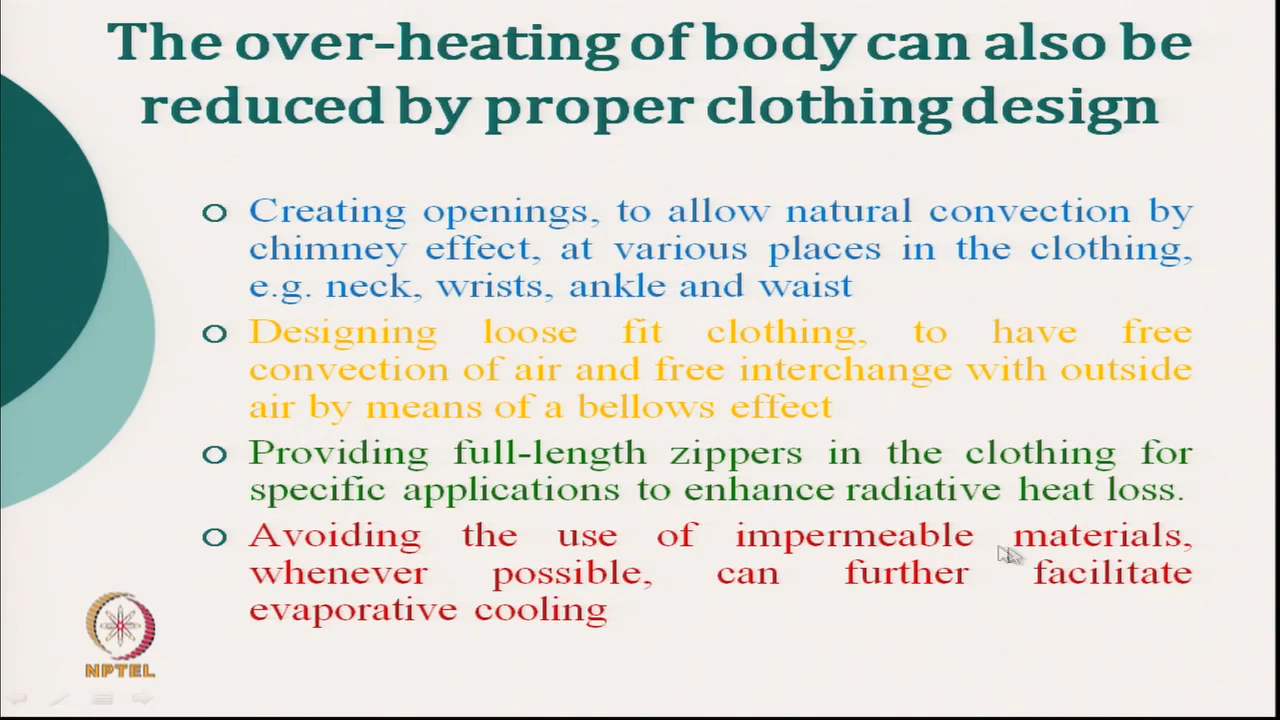 The over-heating of body can also be
reduced by proper clothing design
Creating openings, to allow natural convection by
chimney effect, at various places in the clothing,
e.g. neck, wrists, ankle and waist
Designing loose fit clothing, to have free
convection of air and free interchange with outside
air by means of a bellows effect
Providing full-length zippers in the clothing for
specific applications to enhance radiative heat loss.
Avoiding the use of impermeable materials,
whenever possible, can further facilitate
evaporative cooling
NPTEL